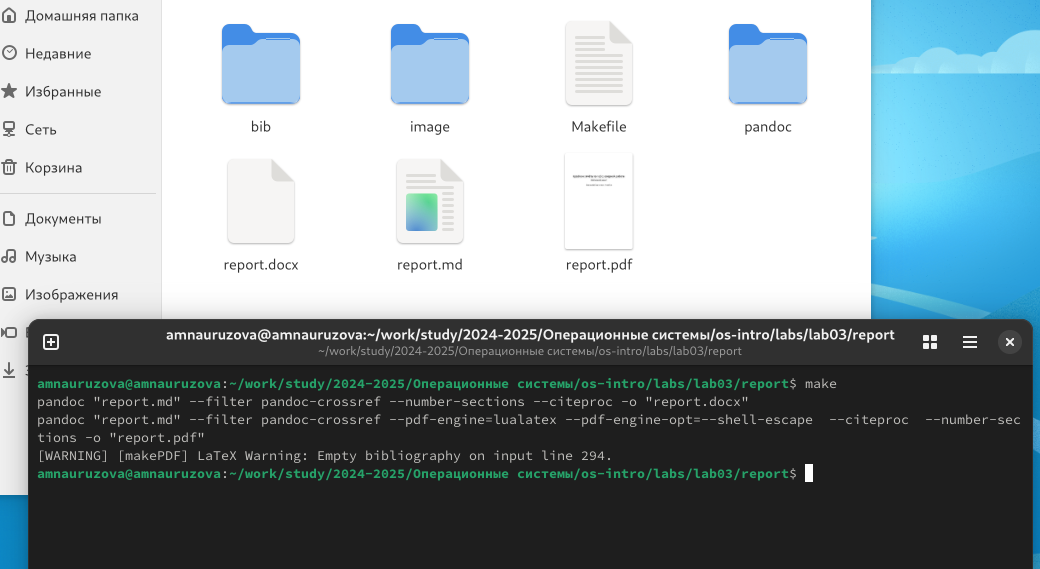 Домашняя папка
Недавние
Избранные
Сеть
Корзина
Документы
Музыка
Изображения
bib
image
Makefile
pandoc
report.docx
report.md
report.pdf
amnauruzova@amnauruzova:~/work/study/2024-2025/Операционные системы/os-intro/labs/lab03/report
~/work/study/2024-2025/Операционные системы/os-intro/labs/lab03/report
amnauruzova@amnauruzova:~/work/study/2024-2025/Операционные системы/os-intro/labs/lab03/report$ make
pandoc "report.md" --filter pandoc-crossref --number-sections --citeproc -o "report.docx"
pandoc "report.md" --filter pandoc-crossref --pdf-engine=lualatex --pdf-engine-opt=--shell-escape  --citeproc  --number-sec
tions -o "report.pdf"
[WARNING] [makePDF] LaTeX Warning: Empty bibliography on input line 294.
amnauruzova@amnauruzova:~/work/study/2024-2025/Операционные системы/os-intro/labs/lab03/report$